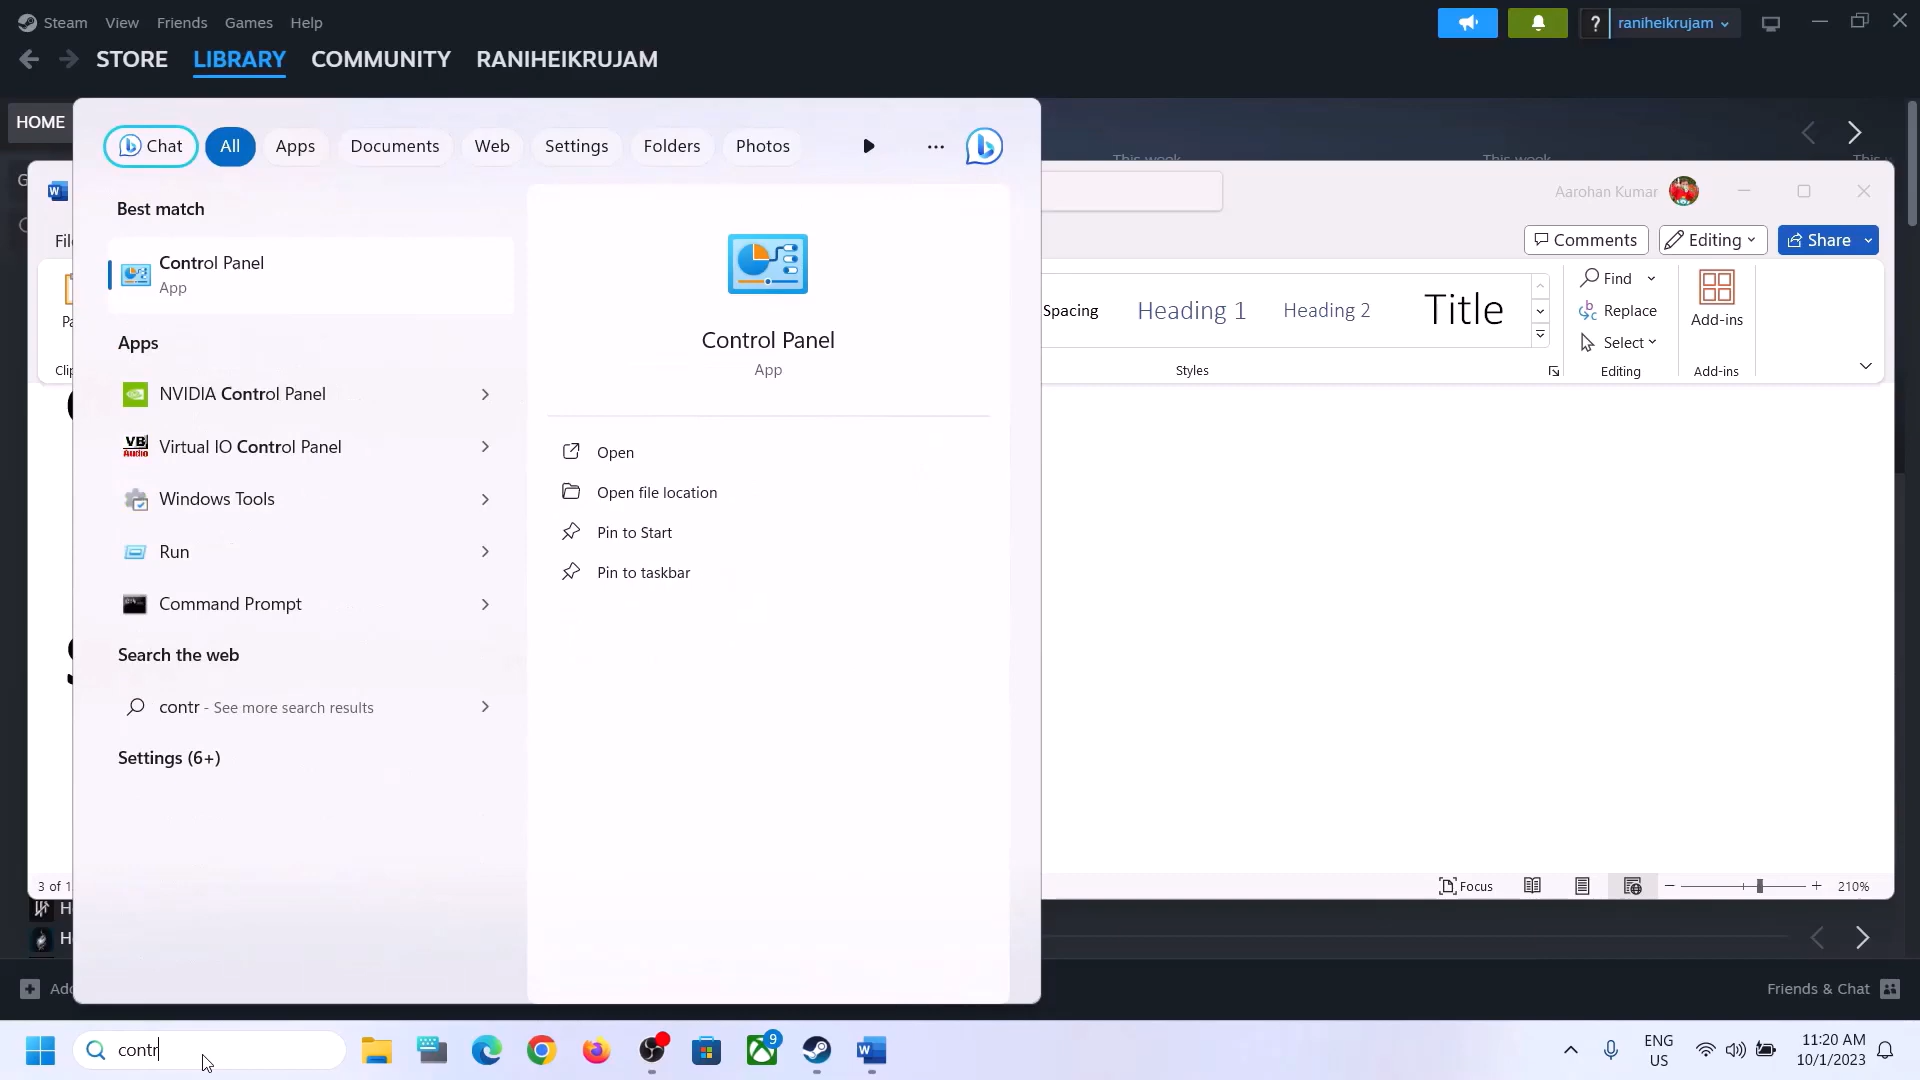 Steam View Friends Games Help
? raniheikrujam
STORE LIBRARY COMMUNITY RANIHEIKRUJAM
HOME
Chat All Apps Documents Web Settings Folders Photos
Best match
Control Panel
App
Apps
NVIDIA Control Panel
Virtual IO Control Panel
Windows Tools
Run
Command Prompt
Search the web
contr - See more search results
Settings (6+)
Control Panel
App
Open
Open file location
Pin to Start
Pin to taskbar
This week This week This
Aarohan Kumar
Comments Editing Share
Spacing Heading 1 Heading 2 Title
Find
Replace
Select
Add-ins
Styles Editing Add-ins
3 of 1
Focus 210%
Friends & Chat
contr
9
ENG
US
11:20 AM
10/1/2023